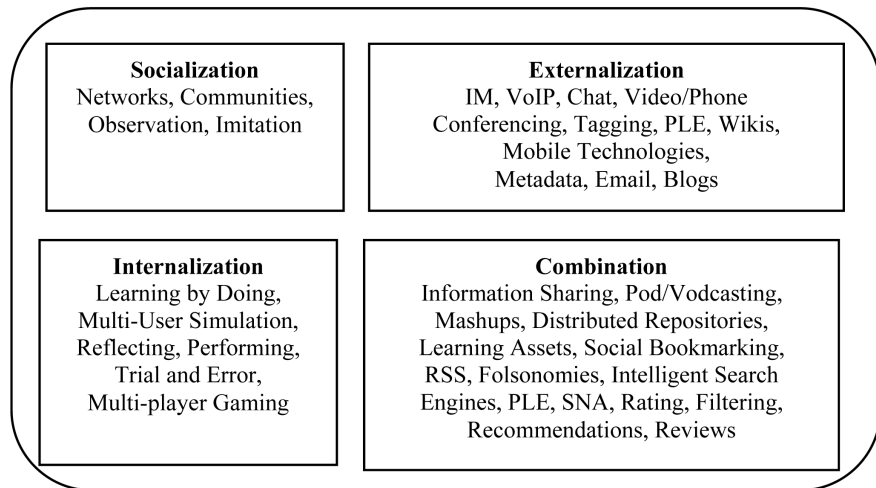 Socialization
Networks, Communities,
Observation, Imitation
Externalization
IM, VoIP, Chat, Video/Phone
Conferencing, Tagging, PLE, Wikis,
Mobile Technologies,
Metadata, Email, Blogs
Internalization
Learning by Doing,
Multi-User Simulation,
Reflecting, Performing,
Trial and Error,
Multi-player Gaming
Combination
Information Sharing, Pod/Vodcasting,
Mashups, Distributed Repositories,
Learning Assets, Social Bookmarking,
RSS, Folsonomies, Intelligent Search
Engines, PLE, SNA, Rating, Filtering,
Recommendations, Reviews